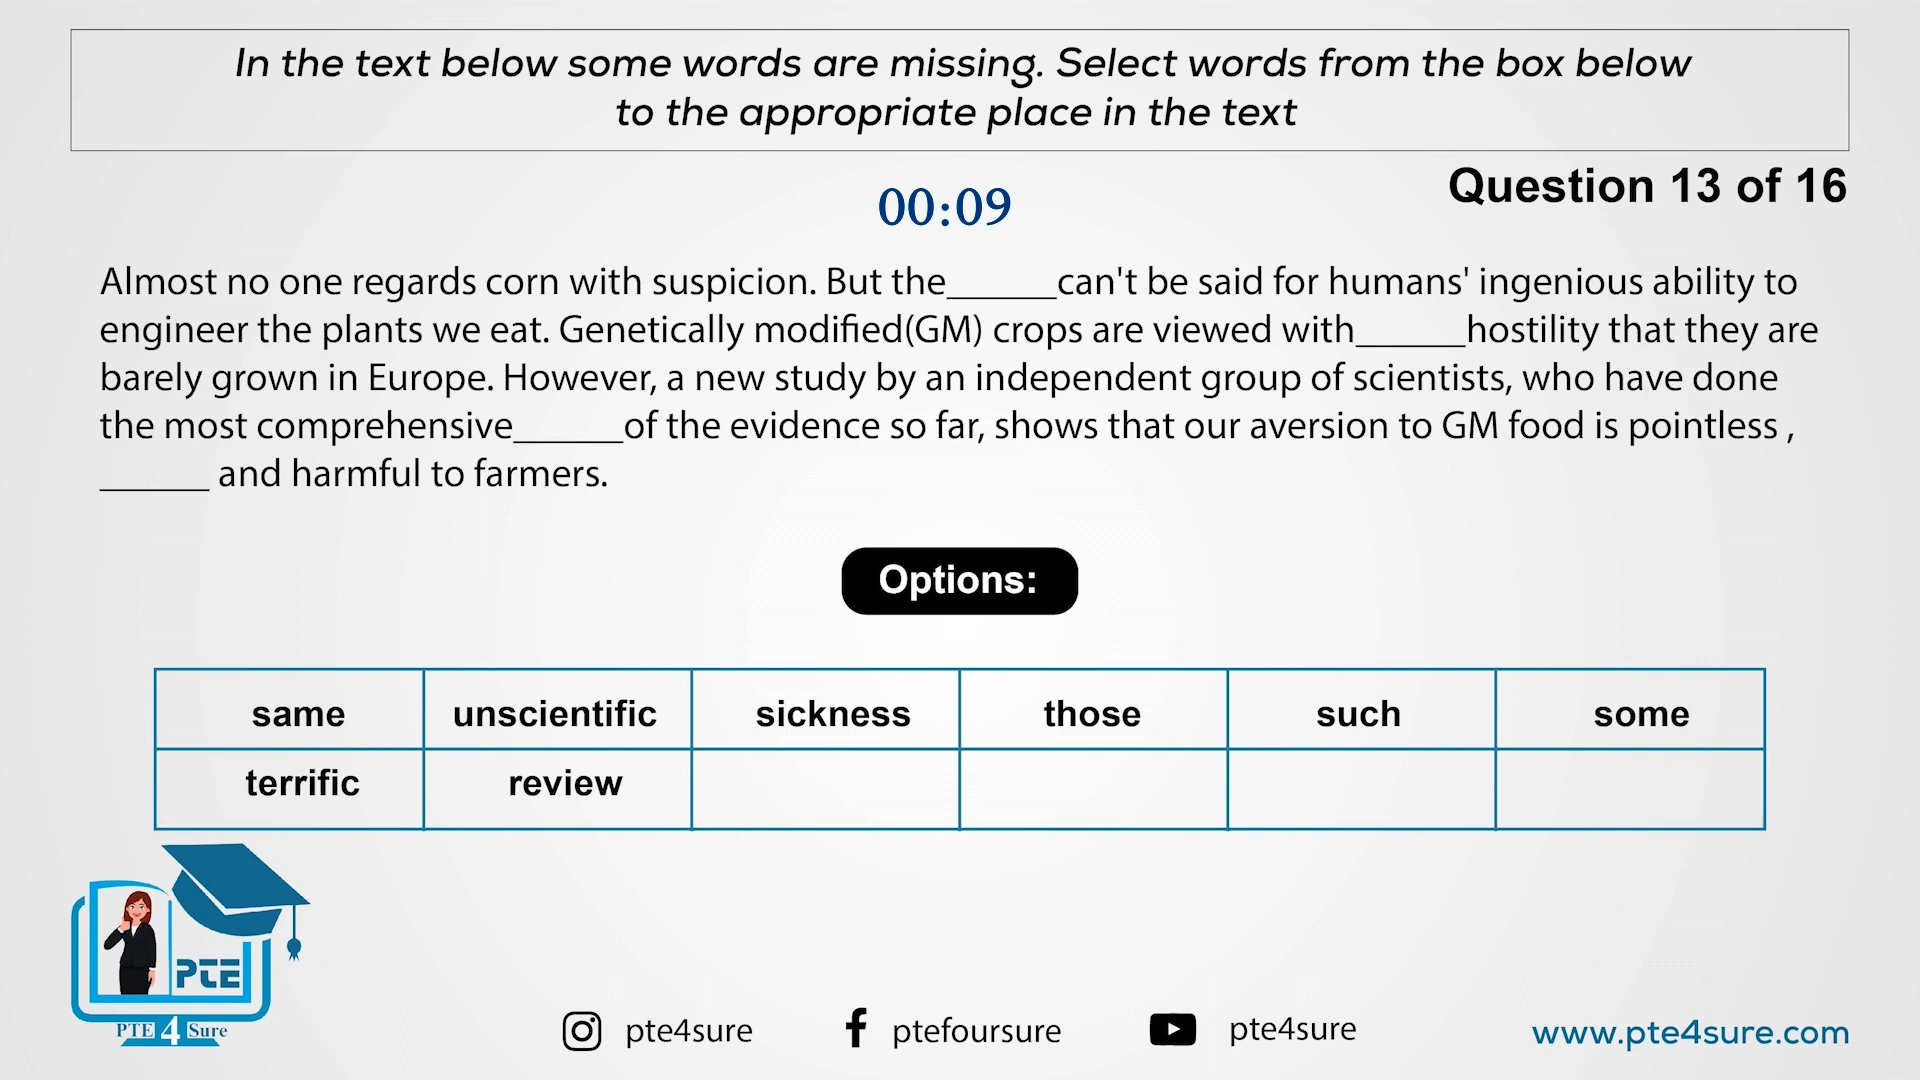 In the text below some words are missing. Select words from the box below
to the appropriate place in the text
00:09
Question 13 of 16
Almost no one regards corn with suspicion. But the______can't be said for humans' ingenious ability to
engineer the plants we eat. Genetically modified(GM) crops are viewed with______hostility that they are
barely grown in Europe. However, a new study by an independent group of scientists, who have done
the most comprehensive______of the evidence so far, shows that our aversion to GM food is pointless ,
______ and harmful to farmers.
Options:
same unscientific sickness those such some
terrific review
PTE
PTE 4 Sure
pte4sure ptefoursure pte4sure www.pte4sure.com